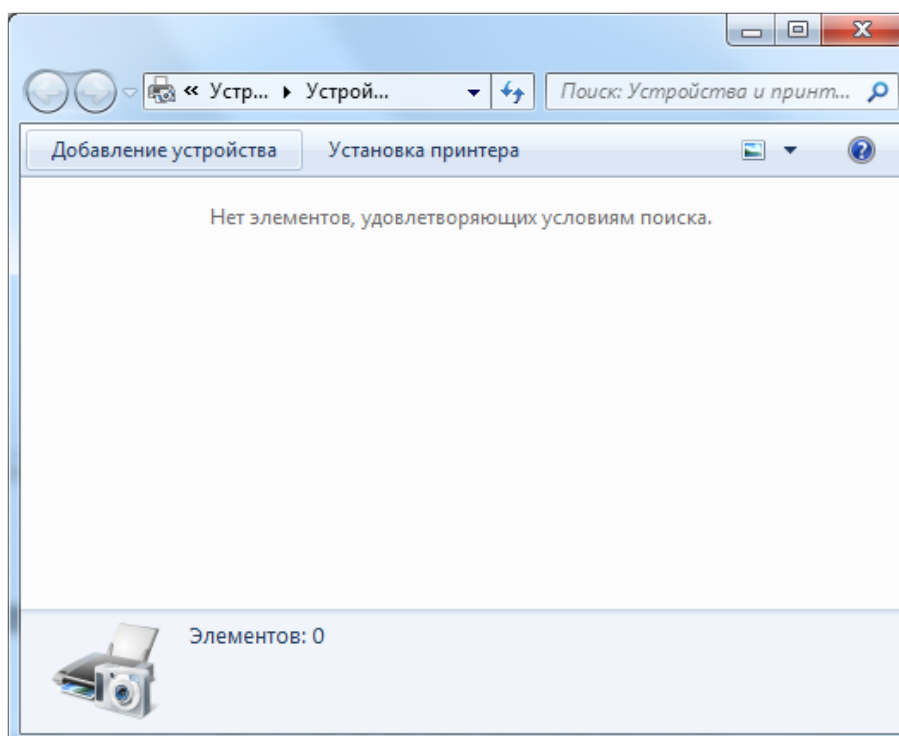 « Устр... Устрой...
Поиск: Устройства и принт...
Добавление устройства
Установка принтера
Нет элементов, удовлетворяющих условиям поиска.
Элементов: 0